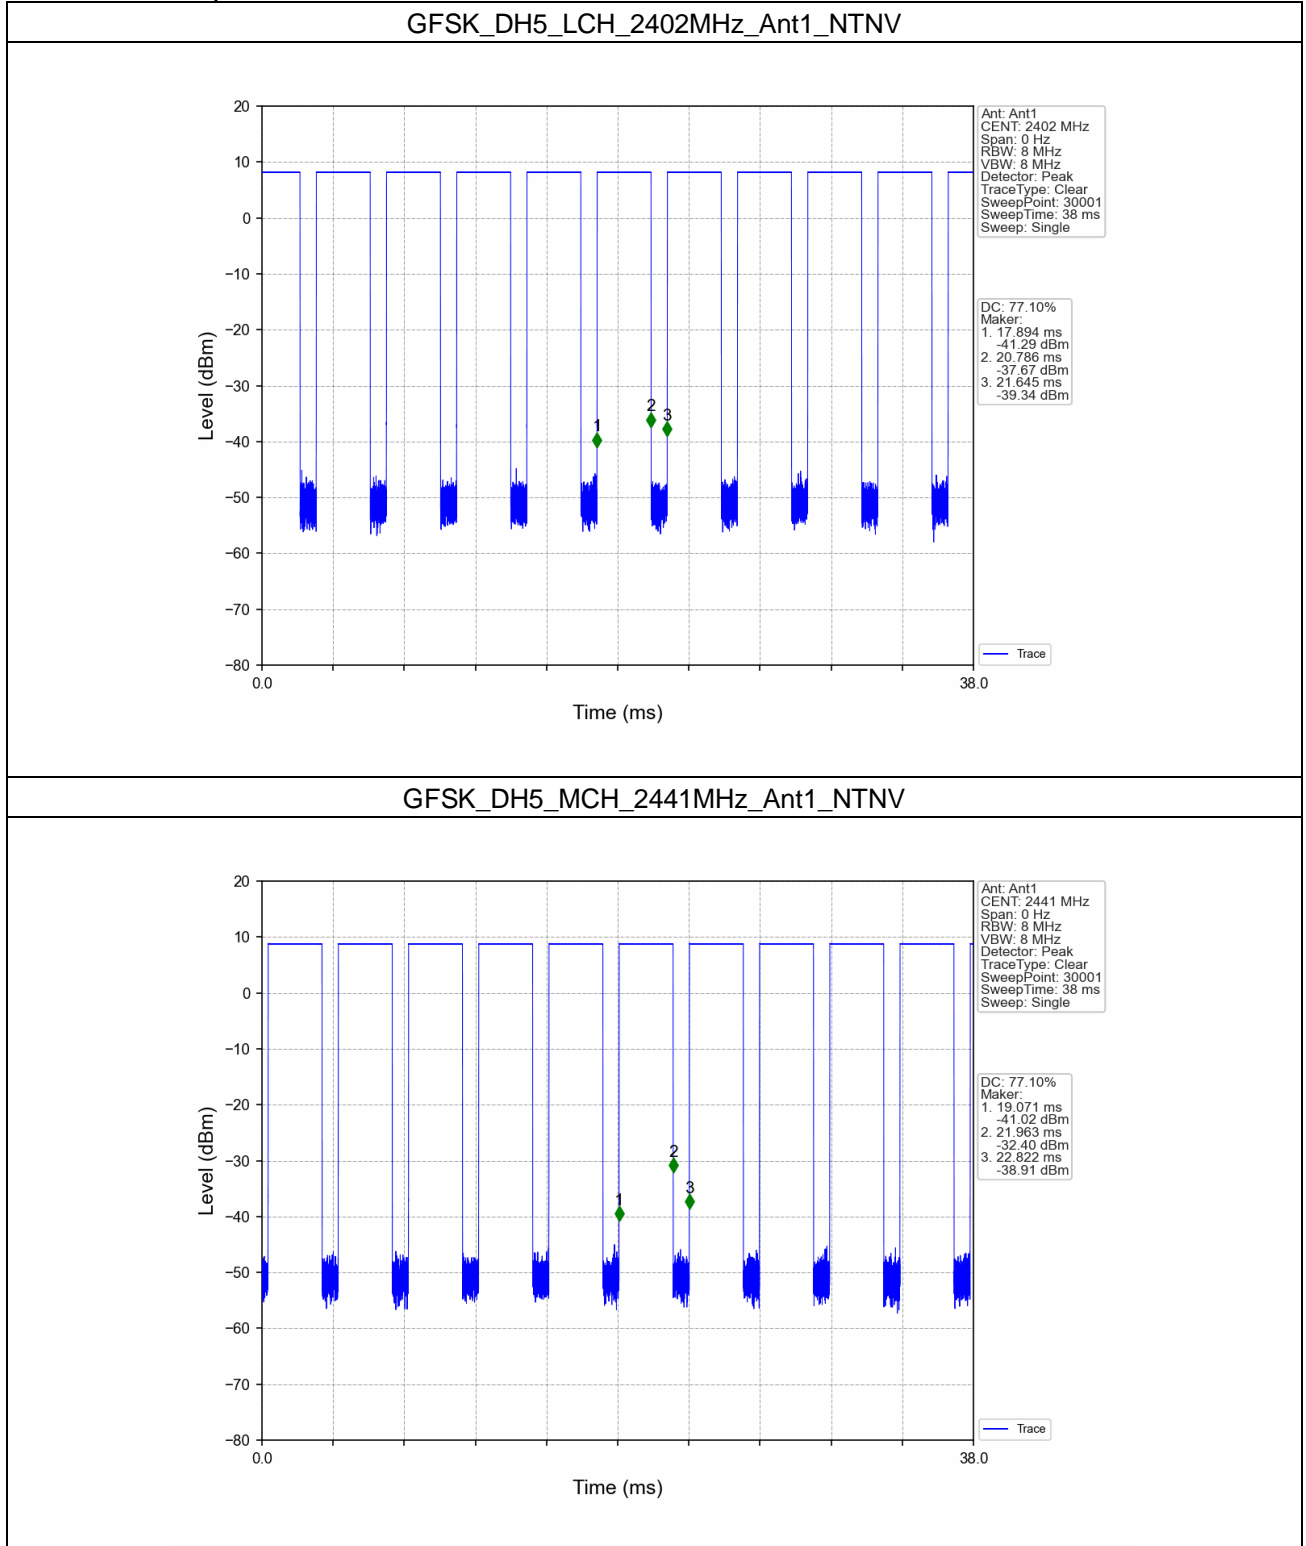 GFSK_DH5_LCH_2402MHz_Ant1_NTNV
20
10
0
−10
−20
−30
−40
−50
−60
−70
−80
Level (dBm)
0.0
38.0
Time (ms)
1
2
3
Ant: Ant1
CENT: 2402 MHz
Span: 0 Hz
RBW: 8 MHz
VBW: 8 MHz
Detector: Peak
TraceType: Clear
SweepPoint: 30001
SweepTime: 38 ms
Sweep: Single
DC: 77.10%
Maker:
1. 17.894 ms
-41.29 dBm
2. 20.786 ms
-37.67 dBm
3. 21.645 ms
-39.34 dBm
Trace
GFSK_DH5_MCH_2441MHz_Ant1_NTNV
20
10
0
−10
−20
−30
−40
−50
−60
−70
−80
Level (dBm)
0.0
38.0
Time (ms)
1
2
3
Ant: Ant1
CENT: 2441 MHz
Span: 0 Hz
RBW: 8 MHz
VBW: 8 MHz
Detector: Peak
TraceType: Clear
SweepPoint: 30001
SweepTime: 38 ms
Sweep: Single
DC: 77.10%
Maker:
1. 19.071 ms
-41.02 dBm
2. 21.963 ms
-32.40 dBm
3. 22.822 ms
-38.91 dBm
Trace